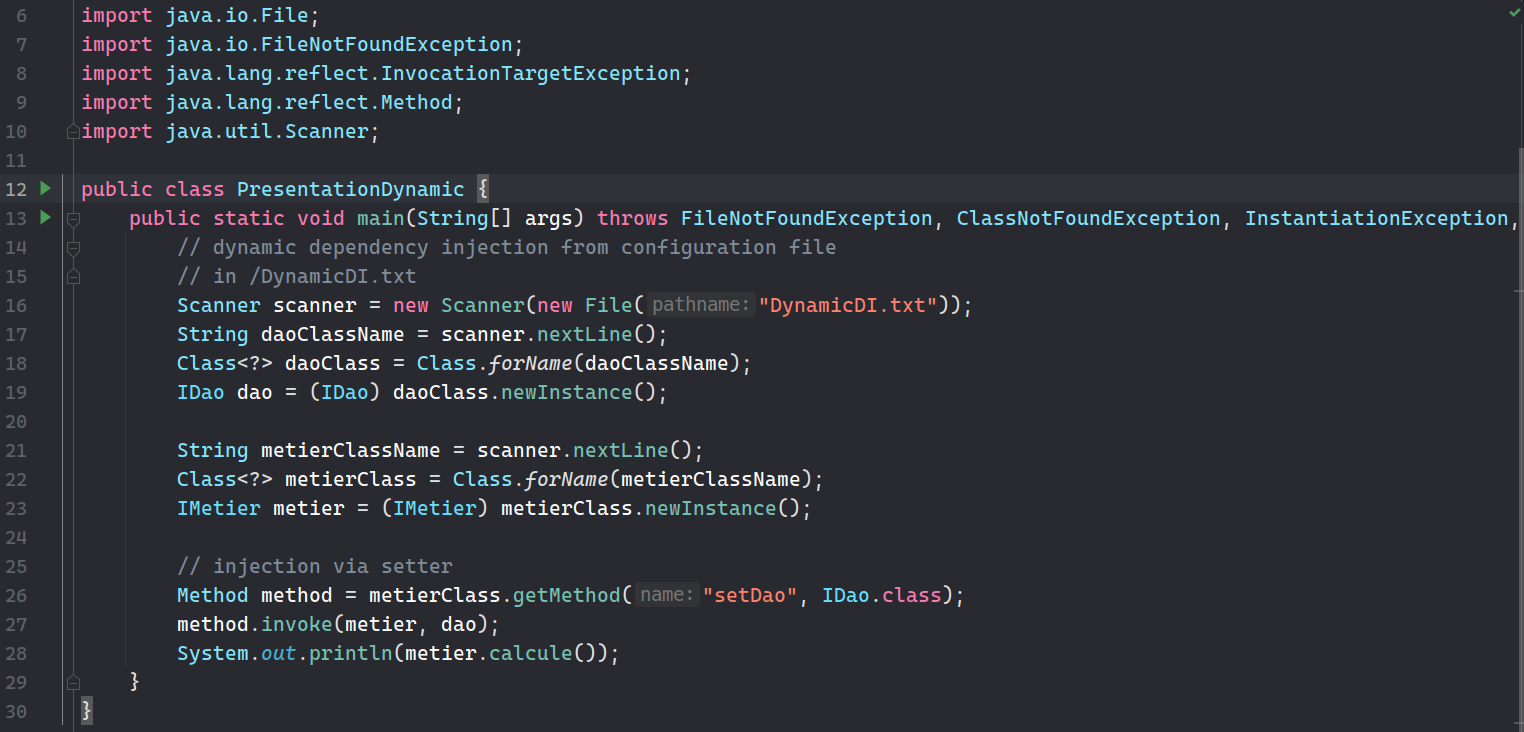 6 import java.io.File;
7 import java.io.FileNotFoundException;
8 import java.lang.reflect.InvocationTargetException;
9 import java.lang.reflect.Method;
10 import java.util.Scanner;
11
12 public class PresentationDynamic {
13     public static void main(String[] args) throws FileNotFoundException, ClassNotFoundException, InstantiationException,
14         // dynamic dependency injection from configuration file
15         // in /DynamicDI.txt
16         Scanner scanner = new Scanner(new File( pathname: "DynamicDI.txt"));
17         String daoClassName = scanner.nextLine();
18         Class<?> daoClass = Class.forName(daoClassName);
19         IDao dao = (IDao) daoClass.newInstance();
20
21         String metierClassName = scanner.nextLine();
22         Class<?> metierClass = Class.forName(metierClassName);
23         IMetier metier = (IMetier) metierClass.newInstance();
24
25         // injection via setter
26         Method method = metierClass.getMethod( name: "setDao", IDao.class);
27         method.invoke(metier, dao);
28         System.out.println(metier.calcule());
29     }
30 }